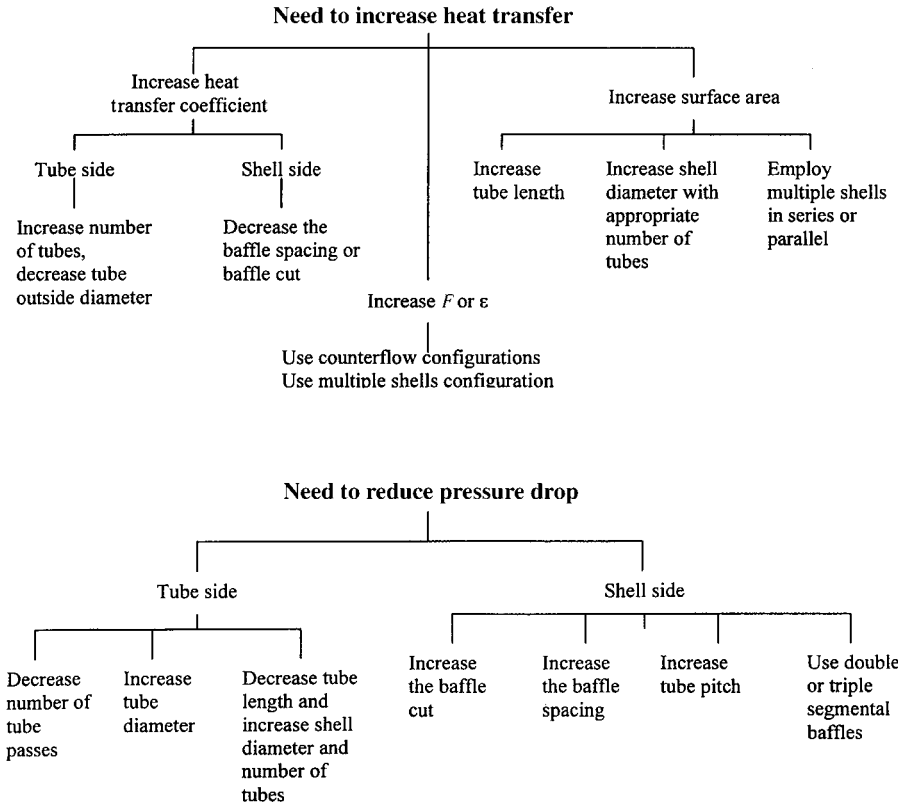 Need to increase heat transfer
Increase heat
transfer coefficient
Increase surface area
Tube side
Shell side
Increase
tube length
Increase shell
diameter with
appropriate
number of
tubes
Employ
multiple shells
in series or
parallel
Increase number
of tubes,
decrease tube
outside diameter
Decrease the
baffle spacing or
baffle cut
Increase F or ε
Use counterflow configurations
Use multiple shells configuration
Need to reduce pressure drop
Tube side
Shell side
Decrease
number of
tube
passes
Increase
tube
diameter
Decrease tube
length and
increase shell
diameter and
number of
tubes
Increase
the baffle
cut
Increase
the baffle
spacing
Increase
tube pitch
Use double
or triple
segmental
baffles